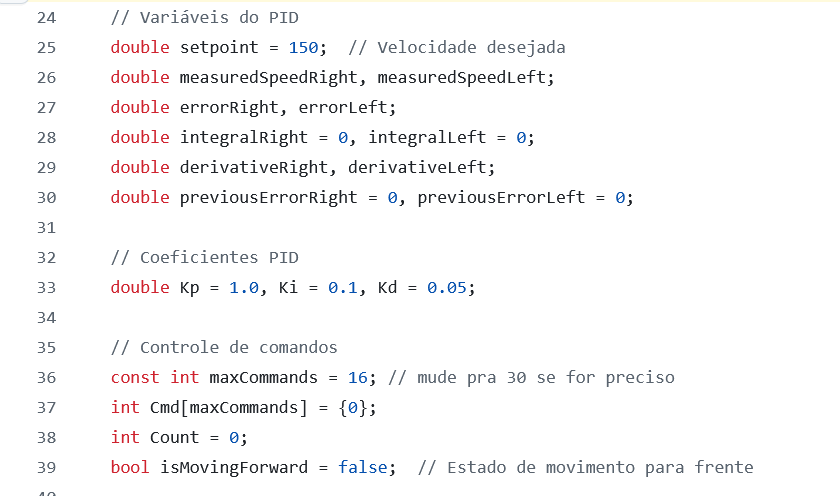 24 // Variáveis do PID
25 double setpoint = 150;  // Velocidade desejada
26 double measuredSpeedRight, measuredSpeedLeft;
27 double errorRight, errorLeft;
28 double integralRight = 0, integralLeft = 0;
29 double derivativeRight, derivativeLeft;
30 double previousErrorRight = 0, previousErrorLeft = 0;
31
32 // Coeficientes PID
33 double Kp = 1.0, Ki = 0.1, Kd = 0.05;
34
35 // Controle de comandos
36 const int maxCommands = 16; // mude pra 30 se for preciso
37 int Cmd[maxCommands] = {0};
38 int Count = 0;
39 bool isMovingForward = false;  // Estado de movimento para frente